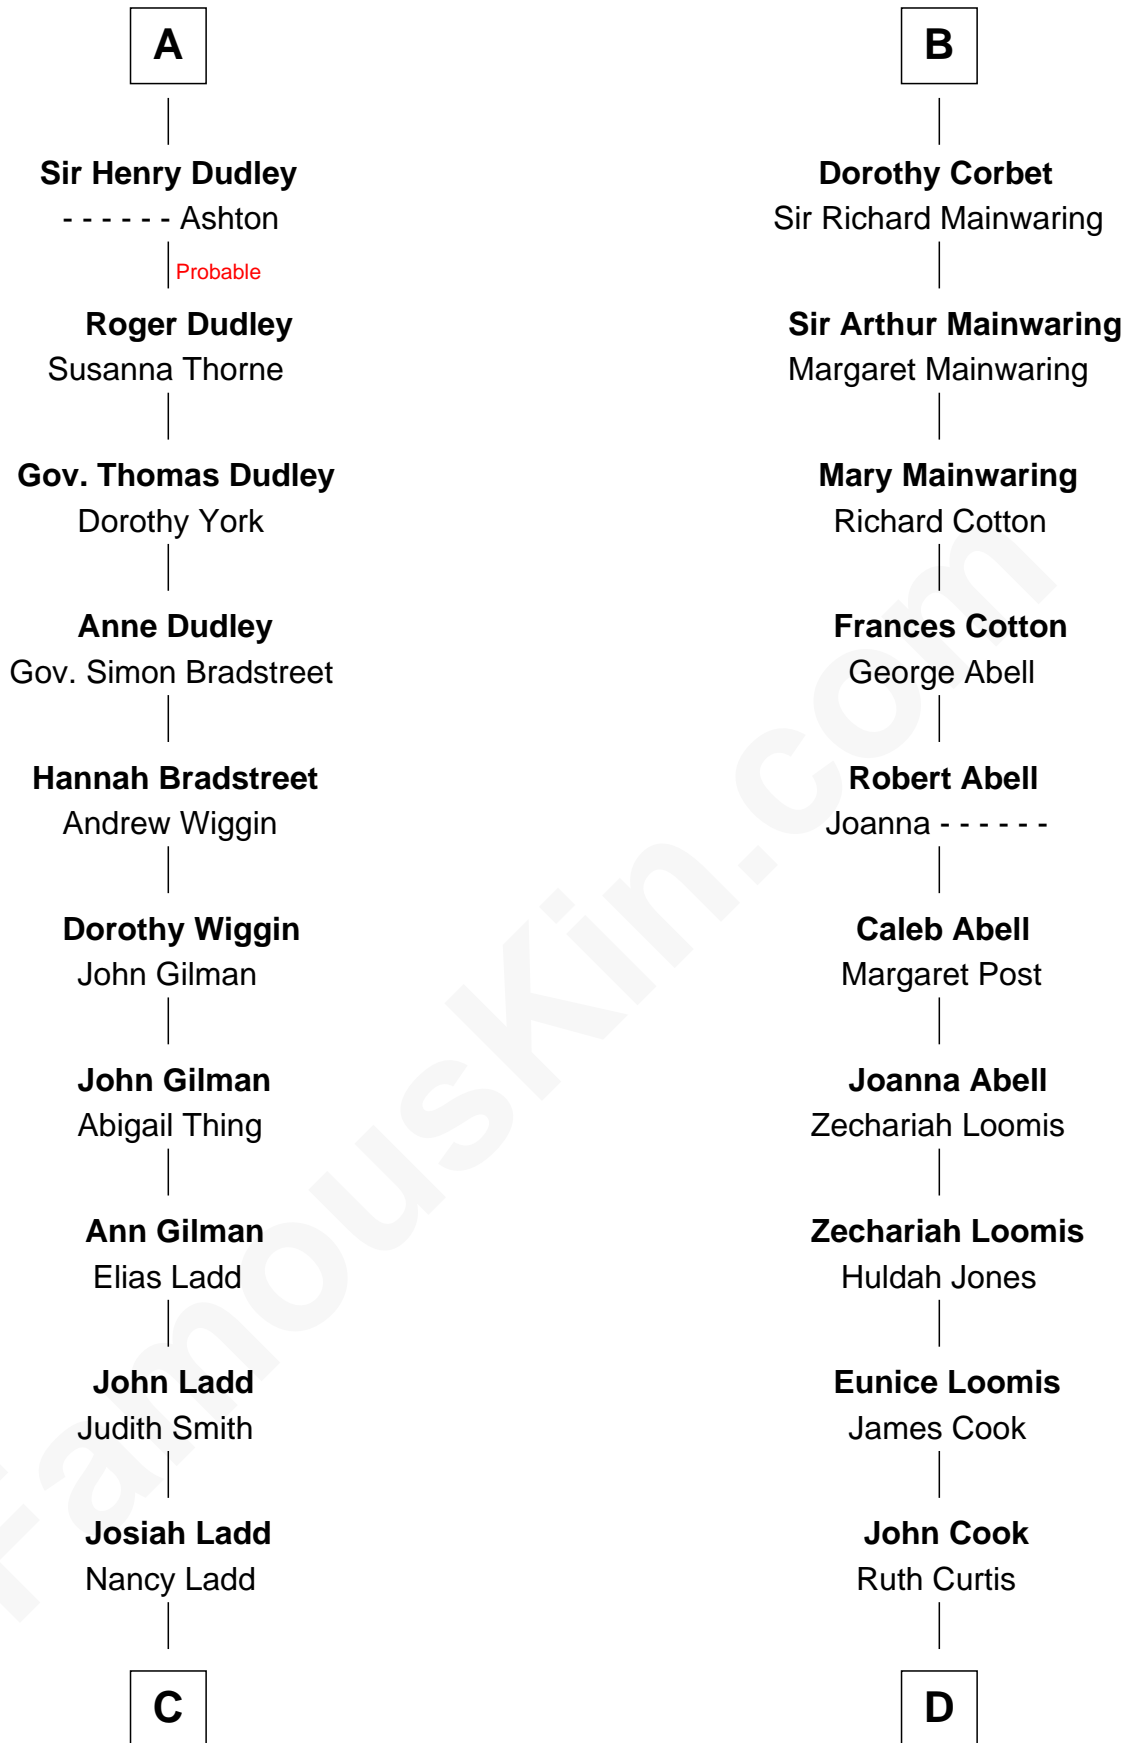 A
Sir Henry Dudley
- - - - - - Ashton
Probable
Roger Dudley
Susanna Thorne
Gov. Thomas Dudley
Dorothy York
Anne Dudley
Gov. Simon Bradstreet
Hannah Bradstreet
Andrew Wiggin
Dorothy Wiggin
John Gilman
John Gilman
Abigail Thing
Ann Gilman
Elias Ladd
John Ladd
Judith Smith
Josiah Ladd
Nancy Ladd
C
B
Dorothy Corbet
Sir Richard Mainwaring
Sir Arthur Mainwaring
Margaret Mainwaring
Mary Mainwaring
Richard Cotton
Frances Cotton
George Abell
Robert Abell
Joanna - - - - - -
Caleb Abell
Margaret Post
Joanna Abell
Zechariah Loomis
Zechariah Loomis
Huldah Jones
Eunice Loomis
James Cook
John Cook
Ruth Curtis
D
FamousKin.com